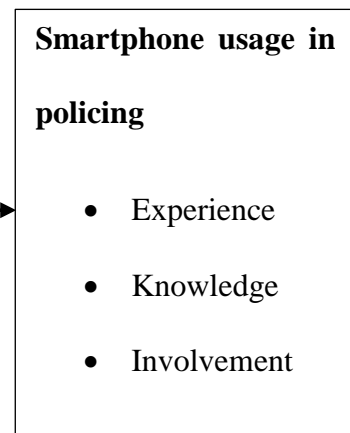 Smartphone usage in
policing
• Experience
• Knowledge
• Involvement